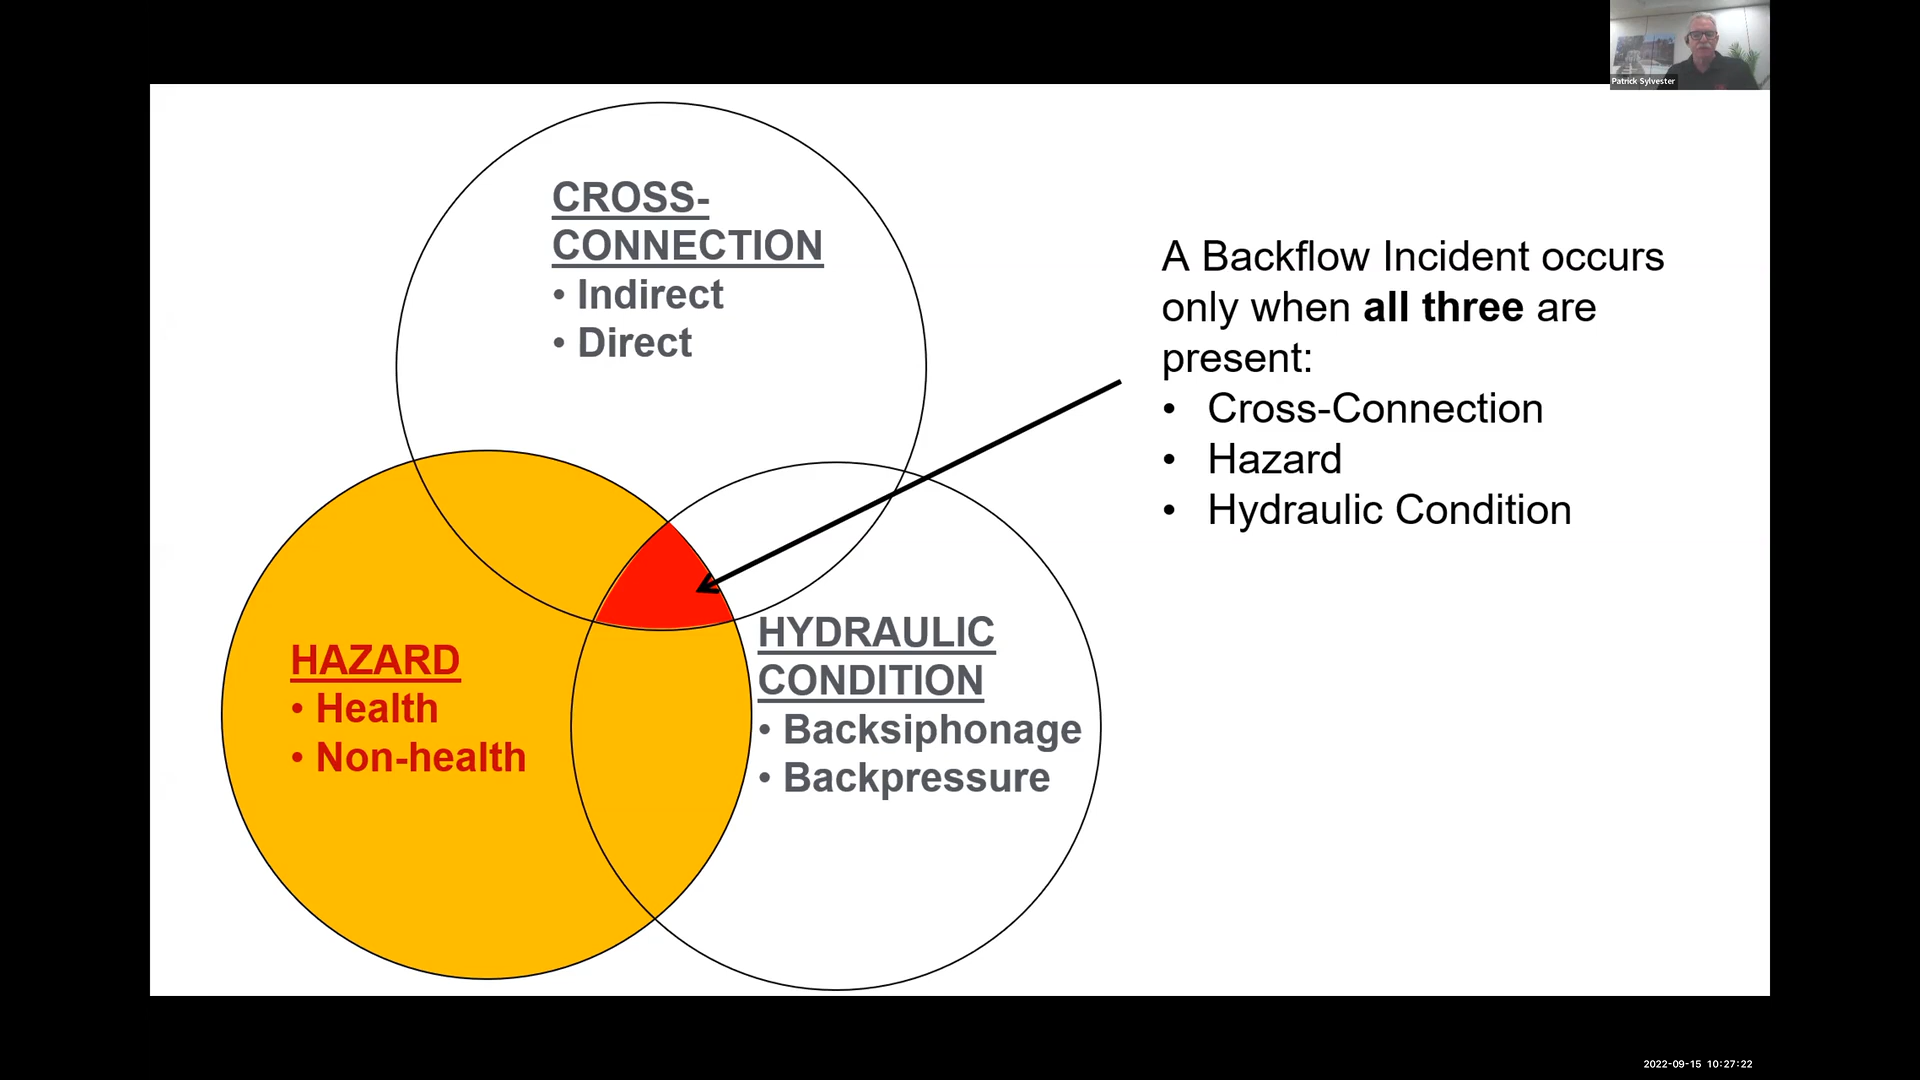 Patrick Sylvester
CROSS-
CONNECTION
• Indirect
• Direct
A Backflow Incident occurs
only when all three are
present:
• Cross-Connection
• Hazard
• Hydraulic Condition
HAZARD
• Health
• Non-health
HYDRAULIC
CONDITION
• Backsiphonage
• Backpressure
2022-09-15 10:27:22